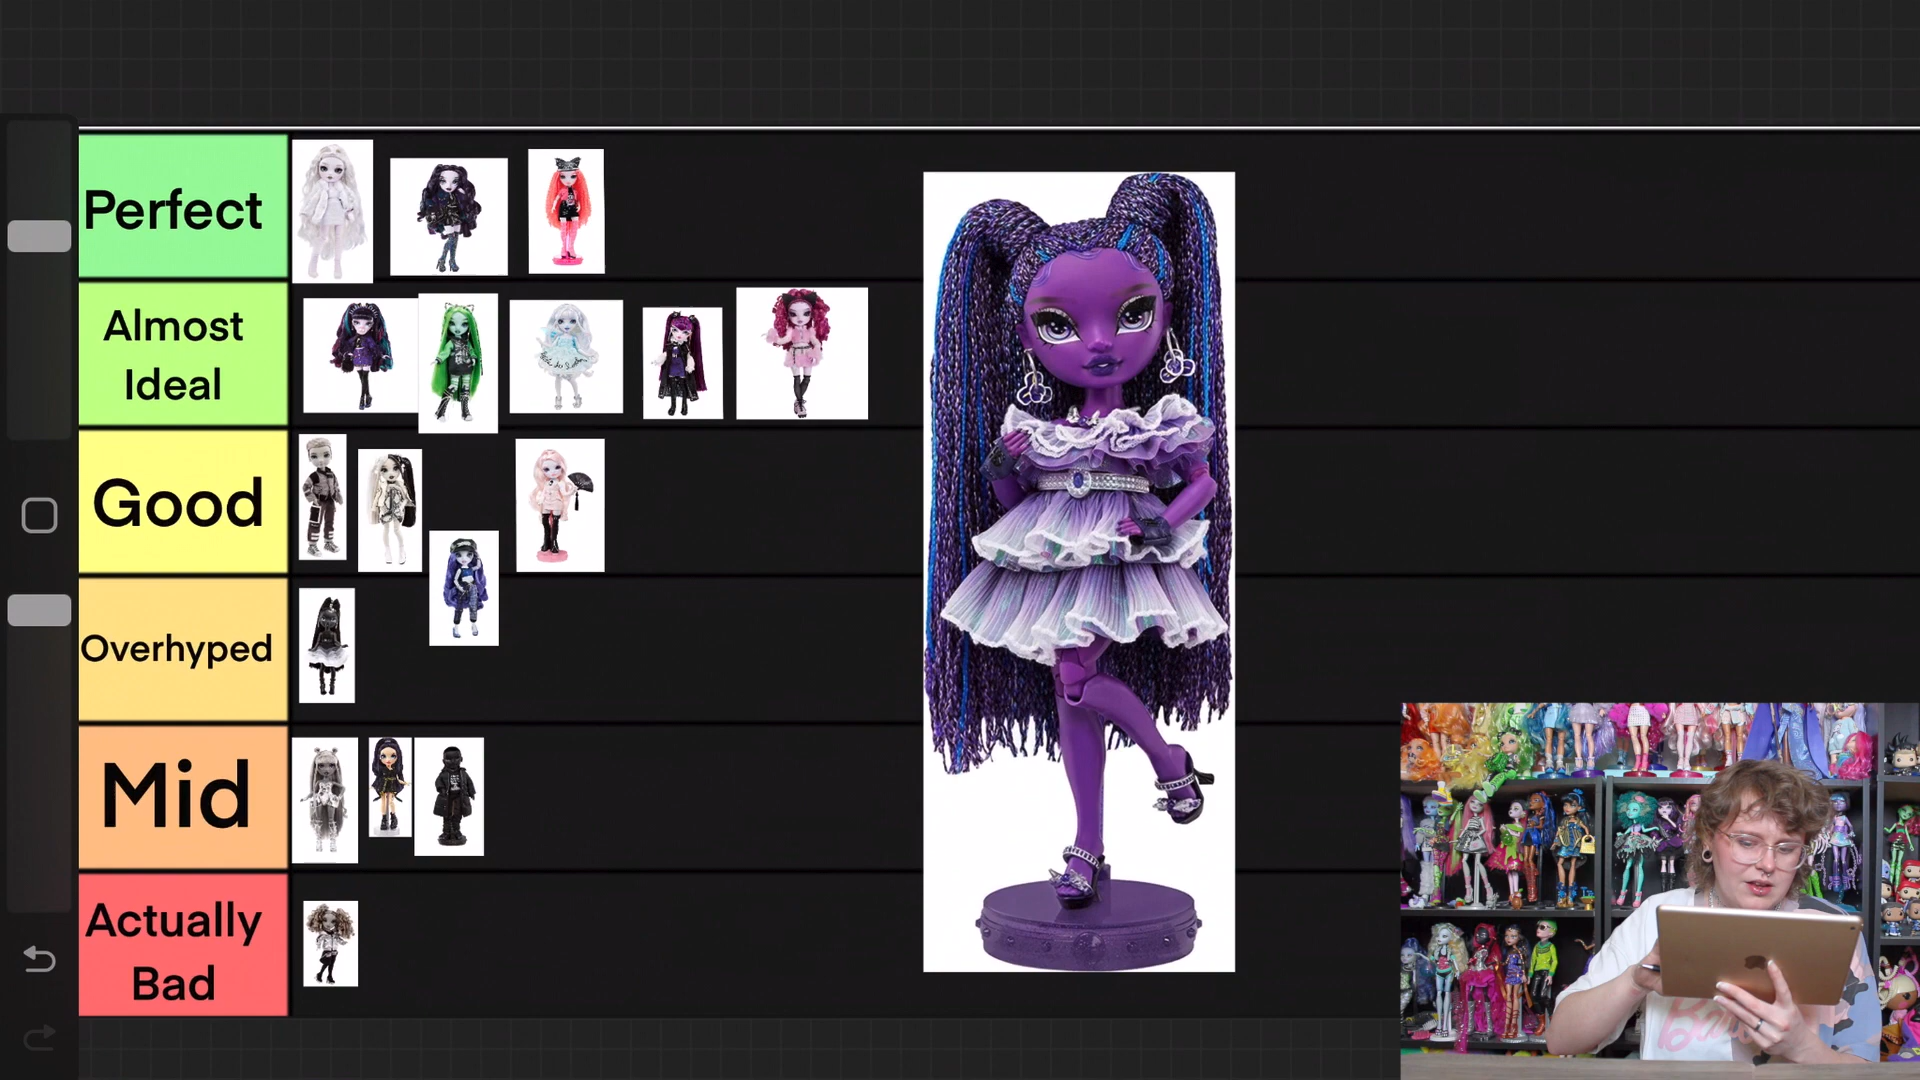 Perfect
Almost
Ideal
Good
Overhyped
Mid
Actually
Bad